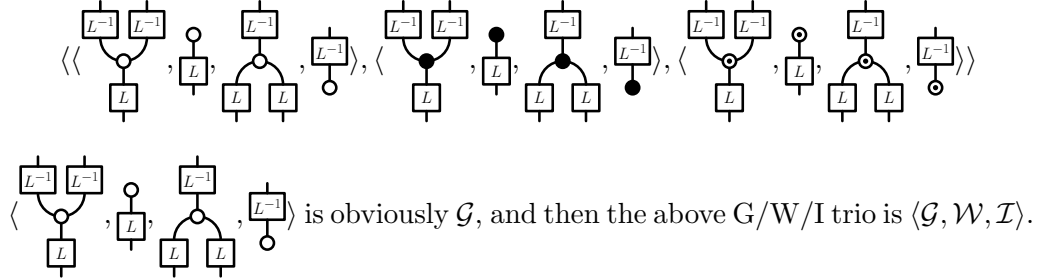 ⟨⟨ L⁻¹ L⁻¹ L , L , L⁻¹ L L , L⁻¹ ⟩, ⟨ L⁻¹ L⁻¹ L , L , L⁻¹ L L , L⁻¹ ⟩, ⟨ L⁻¹ L⁻¹ L , L , L⁻¹ L L , L⁻¹ ⟩⟩
⟨ L⁻¹ L⁻¹ L , L , L⁻¹ L L , L⁻¹ ⟩ is obviously 𝒢, and then the above G/W/I trio is ⟨𝒢, 𝒲, ℐ⟩.